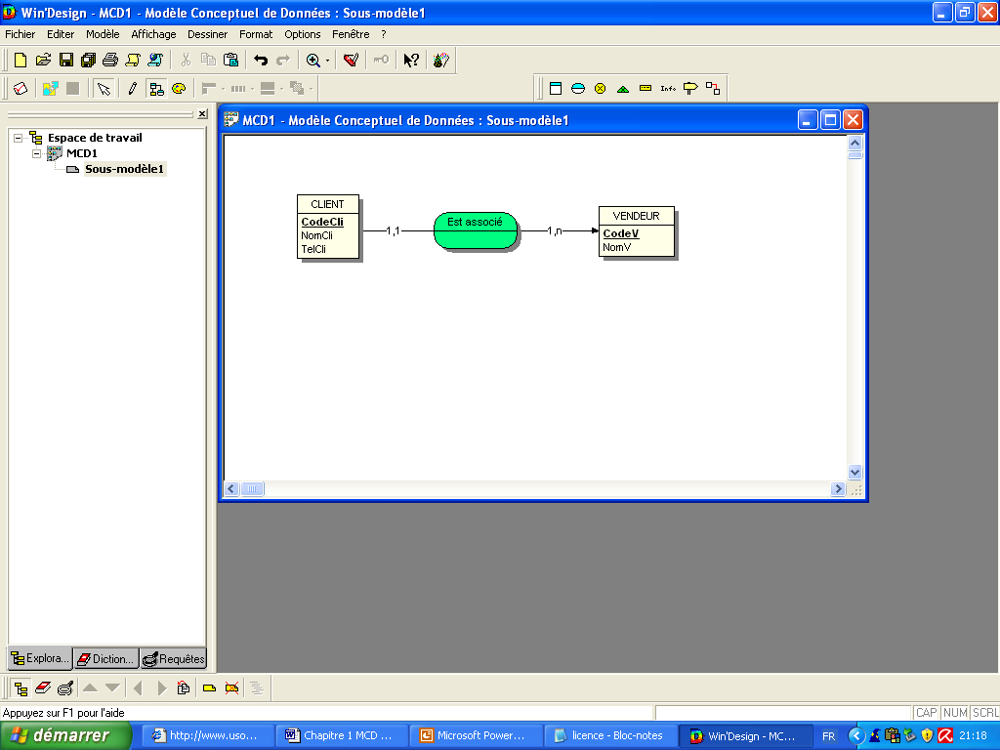 Win'Design - MCD1 - Modèle Conceptuel de Données : Sous-modèle1
Fichier Editer Modèle Affichage Dessiner Format Options Fenêtre ?
Info
Espace de travail
MCD1
Sous-modèle1
MCD1 - Modèle Conceptuel de Données : Sous-modèle1
CLIENT
CodeCli
NomCli
TelCli
1,1
Est associé
1,n
VENDEUR
CodeV
NomV
Explora... Diction... Requêtes
Appuyez sur F1 pour l'aide
CAP NUM SCRL
démarrer http://www.uso... Chapitre 1 MCD ... Microsoft Power... licence - Bloc-notes Win'Design - MC... FR 21:18